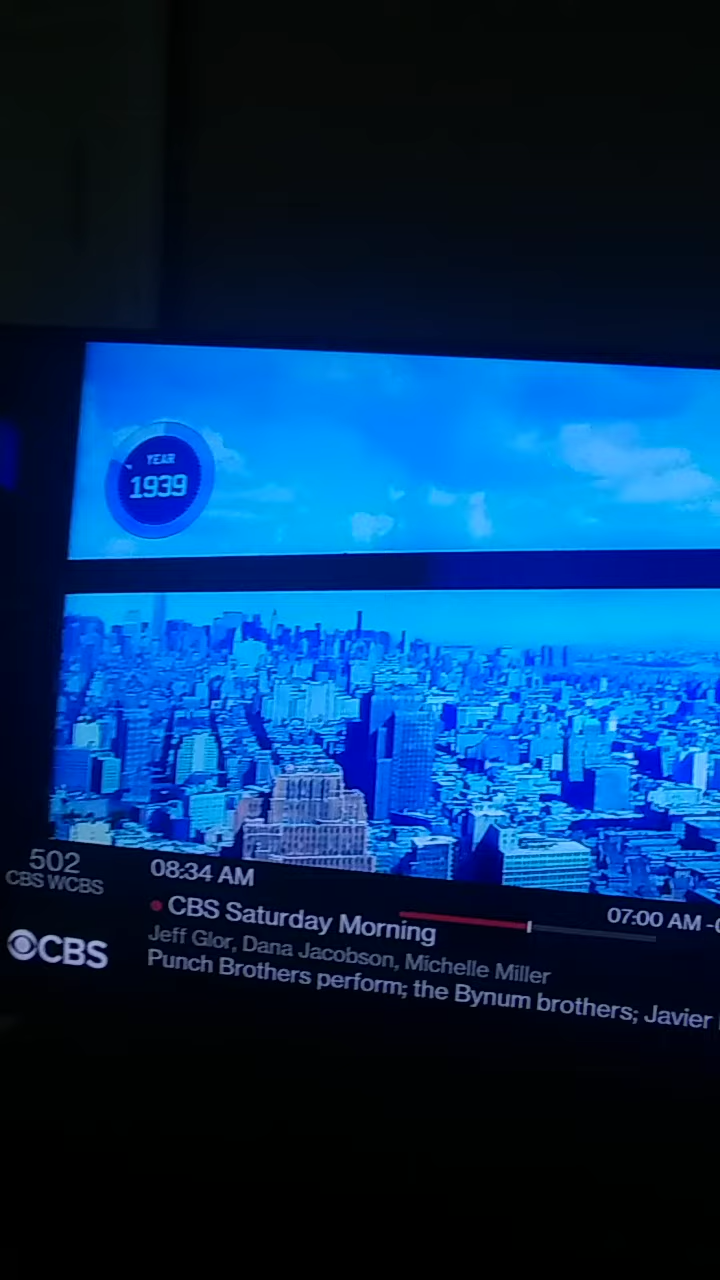 YEAR
1939
502
CBS WCBS
08:34 AM
CBS Saturday Morning
07:00 AM -
Jeff Glor, Dana Jacobson, Michelle Miller
CBS
Punch Brothers perform; the Bynum brothers; Javier